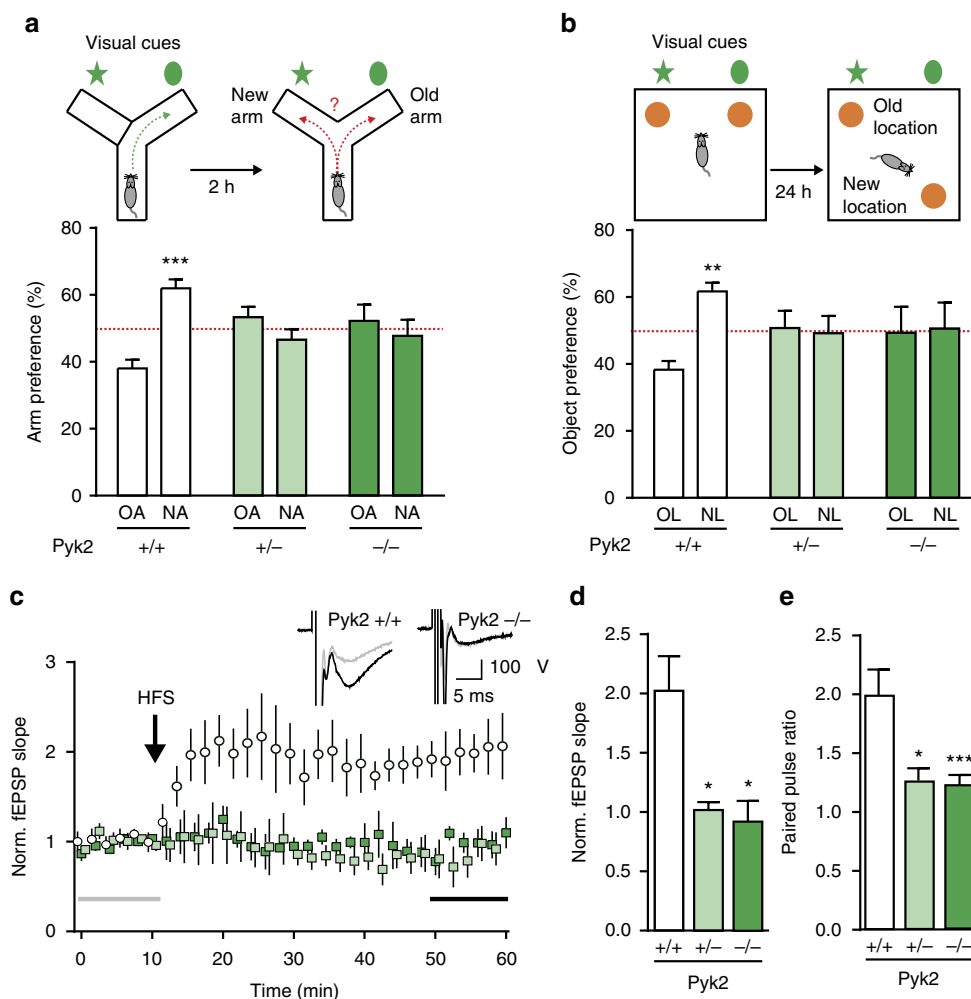 a
Visual cues
New arm
?
Old arm
2 h
Arm preference (%)
80
60
40
20
0
***
OA NA OA NA OA NA
Pyk2 +/+ +/– –/–
b
Visual cues
Old location
New location
24 h
Object preference (%)
80
60
40
20
0
**
OL NL OL NL OL NL
Pyk2 +/+ +/– –/–
c
Pyk2 +/+
Pyk2 –/–
100 V
5 ms
HFS
Norm. fEPSP slope
3
2
1
0
0 10 20 30 40 50 60
Time (min)
d
Norm. fEPSP slope
2.5
2.0
1.5
1.0
0.5
0.0
* *
+/+ +/– –/–
Pyk2
e
Paired pulse ratio
2.5
2.0
1.5
1.0
0.5
0.0
* ***
+/+ +/– –/–
Pyk2